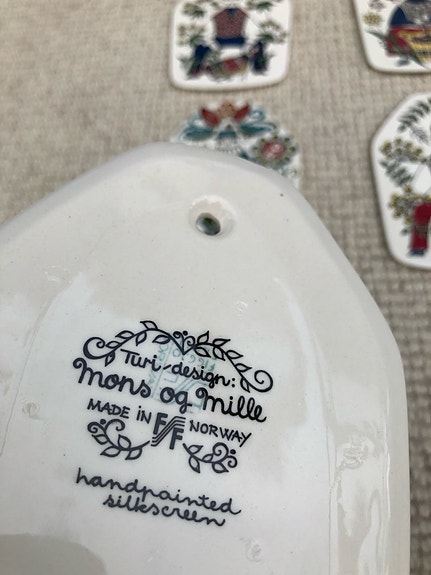 Turi-design:
mons og mille
MADE IN FF NORWAY
handpainted
silkscreen